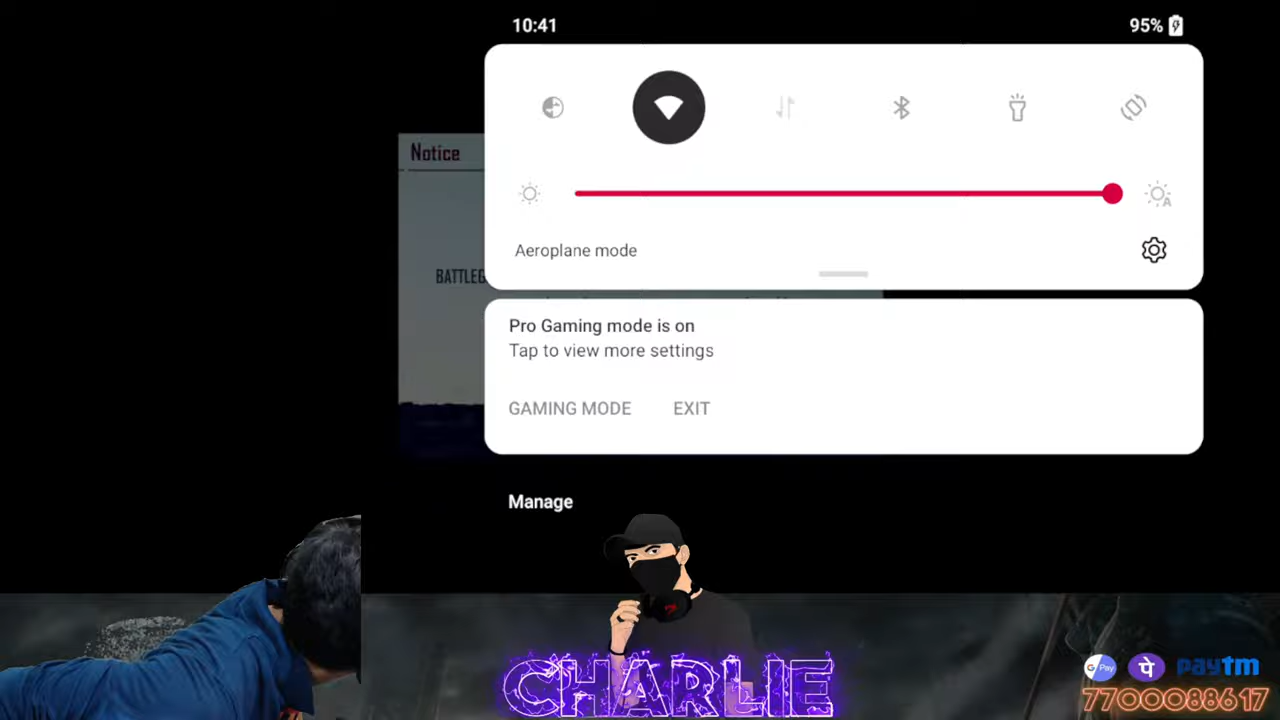 10:41
95%
Notice
BATTLEG
Aeroplane mode
Pro Gaming mode is on
Tap to view more settings
GAMING MODE EXIT
Manage
CHARLIE
G Pay पे paytm
7700088617